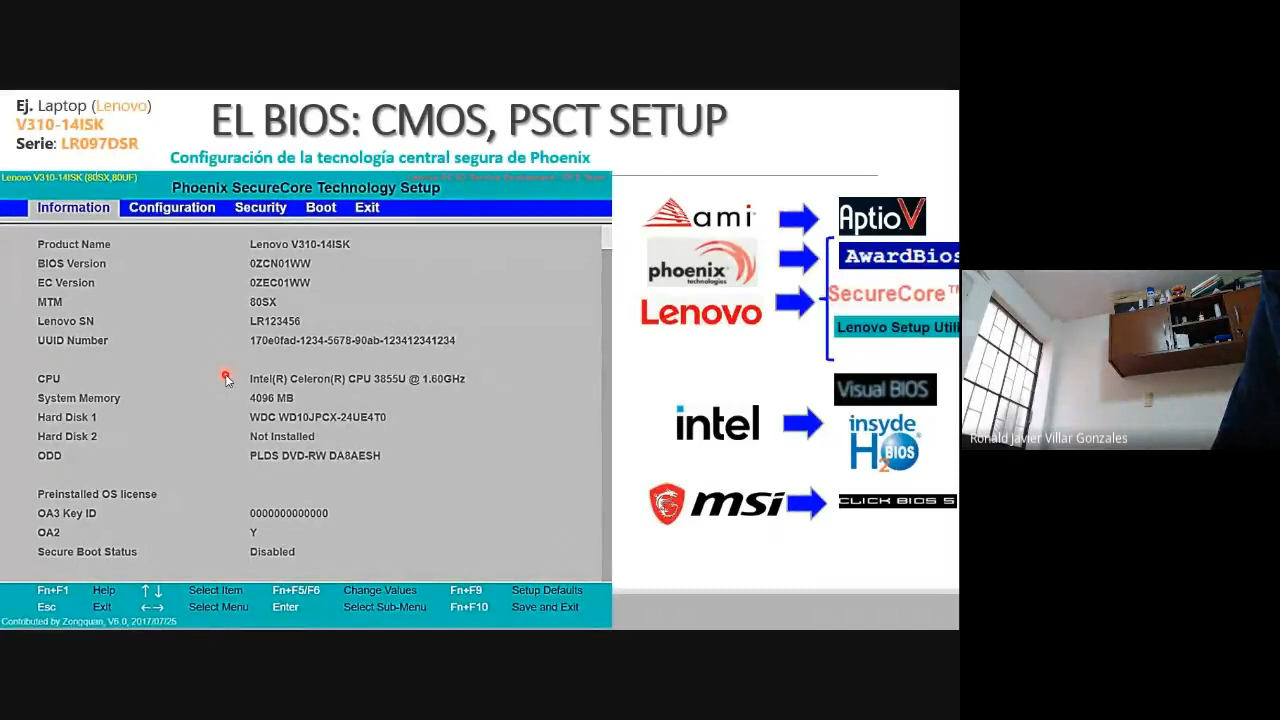 Ej. Laptop (Lenovo)
V310-14ISK
Serie: LR097DSR
EL BIOS: CMOS, PSCT SETUP
Configuración de la tecnología central segura de Phoenix
Lenovo V310-14ISK (80SX,80UF)
Phoenix SecureCore Technology Setup
Information Configuration Security Boot Exit
Product Name Lenovo V310-14ISK
BIOS Version 0ZCN01WW
EC Version 0ZEC01WW
MTM 80SX
Lenovo SN LR123456
UUID Number 170e0fad-1234-5678-90ab-123412341234
CPU Intel(R) Celeron(R) CPU 3855U @ 1.60GHz
System Memory 4096 MB
Hard Disk 1 WDC WD10JPCX-24UE4T0
Hard Disk 2 Not Installed
ODD PLDS DVD-RW DA8AESH
Preinstalled OS license
OA3 Key ID 0000000000000
OA2 Y
Secure Boot Status Disabled
Fn+F1 Help ↑ ↓ Select Item Fn+F5/F6 Change Values Fn+F9 Setup Defaults
Esc Exit ←→ Select Menu Enter Select Sub-Menu Fn+F10 Save and Exit
Contributed by Zongquan, V6.0, 2017/07/25
ami
AptioV
phoenix
technologies
AwardBios
SecureCore™
Lenovo
Lenovo Setup Utili
Visual BIOS
intel
insyde®
H2BIOS
msi
CLICK BIOS 5
Ronald Javier Villar Gonzales